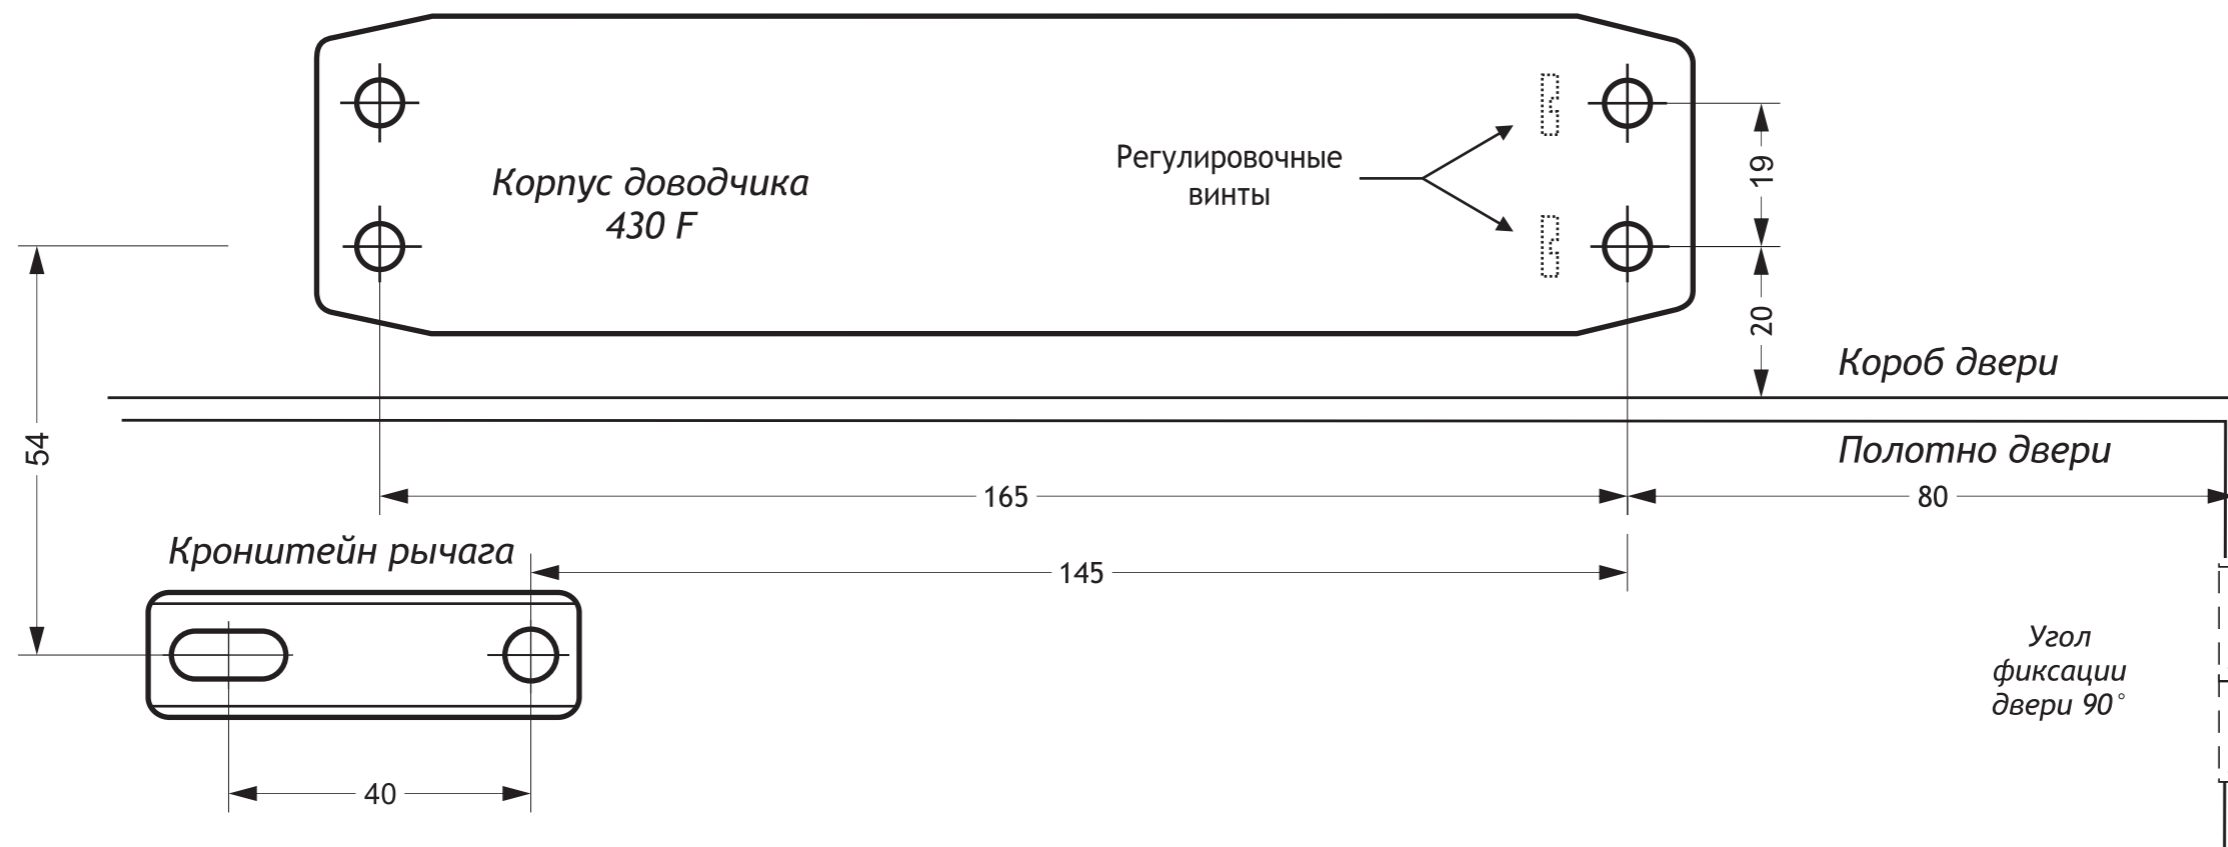 Корпус доводчика
430 F
Регулировочные
винты
19
20
Короб двери
Полотно двери
54
165
80
Кронштейн рычага
145
Угол
фиксации
двери 90°
40